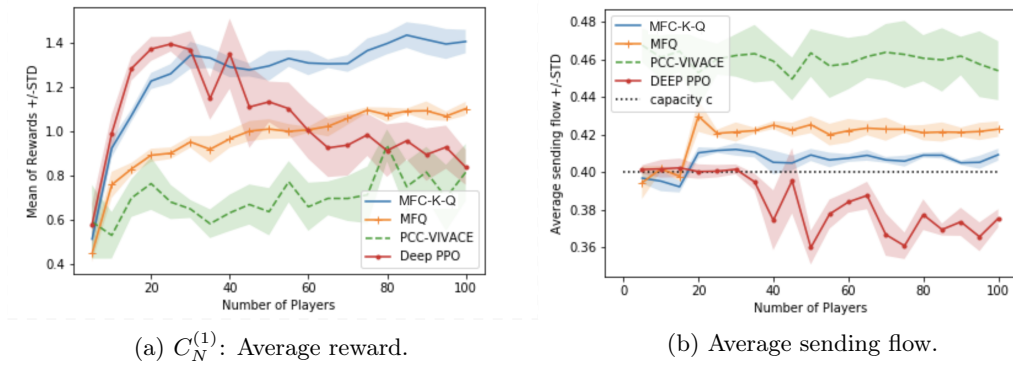 Mean of Rewards +/-STD
1.4
1.2
1.0
0.8
0.6
0.4
20
40
60
80
100
Number of Players
MFC-K-Q
MFQ
PCC-VIVACE
Deep PPO
(a) C_N^{(1)}: Average reward.
Average sending flow +/-STD
0.48
0.46
0.44
0.42
0.40
0.38
0.36
0
20
40
60
80
100
Number of Players
MFC-K-Q
MFQ
PCC-VIVACE
DEEP PPO
capacity c
(b) Average sending flow.